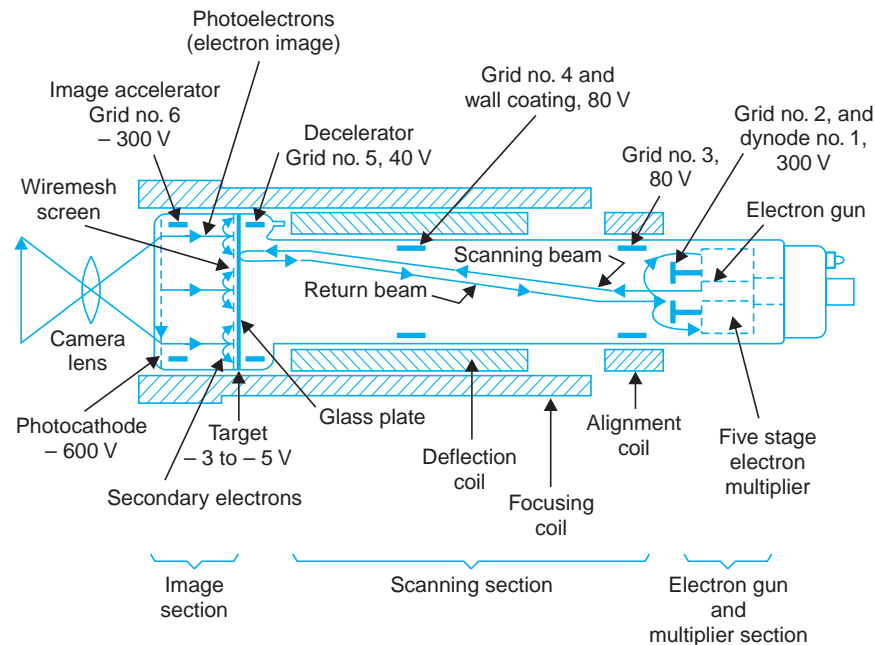 Photoelectrons
(electron image)
Image accelerator
Grid no. 6
– 300 V
Decelerator
Grid no. 5, 40 V
Grid no. 4 and
wall coating, 80 V
Grid no. 2, and
dynode no. 1,
300 V
Grid no. 3,
80 V
Wiremesh
screen
Electron gun
Scanning beam
Return beam
Camera
lens
Photocathode
– 600 V
Target
– 3 to – 5 V
Glass plate
Secondary electrons
Deflection
coil
Focusing
coil
Alignment
coil
Five stage
electron
multiplier
Image
section
Scanning section
Electron gun
and
multiplier section